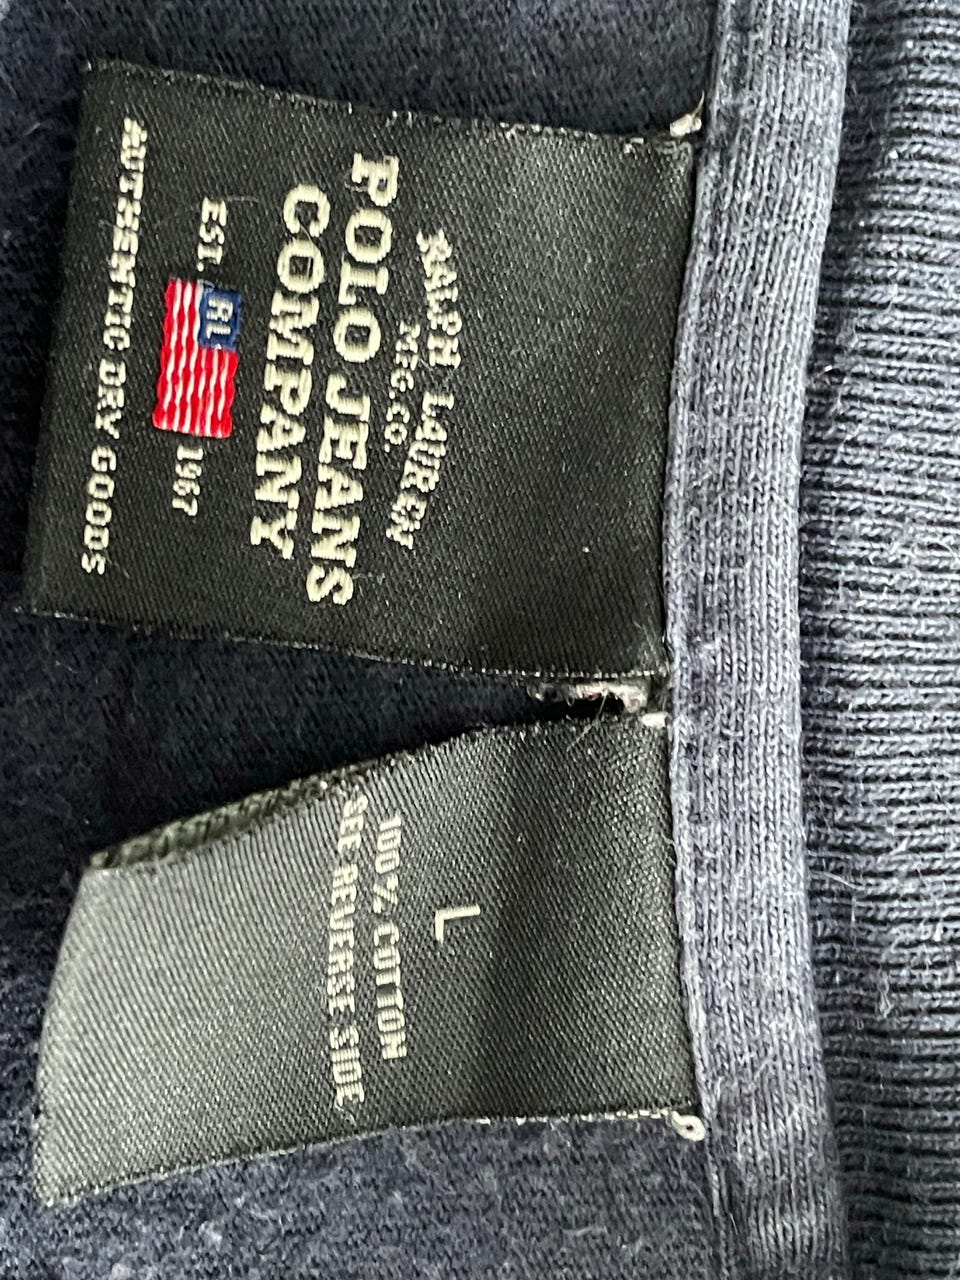 RALPH LAUREN
MFG.CO.
POLO JEANS
COMPANY
EST. RL 1967
AUTHENTIC DRY GOODS
L
100% COTTON
SEE REVERSE SIDE